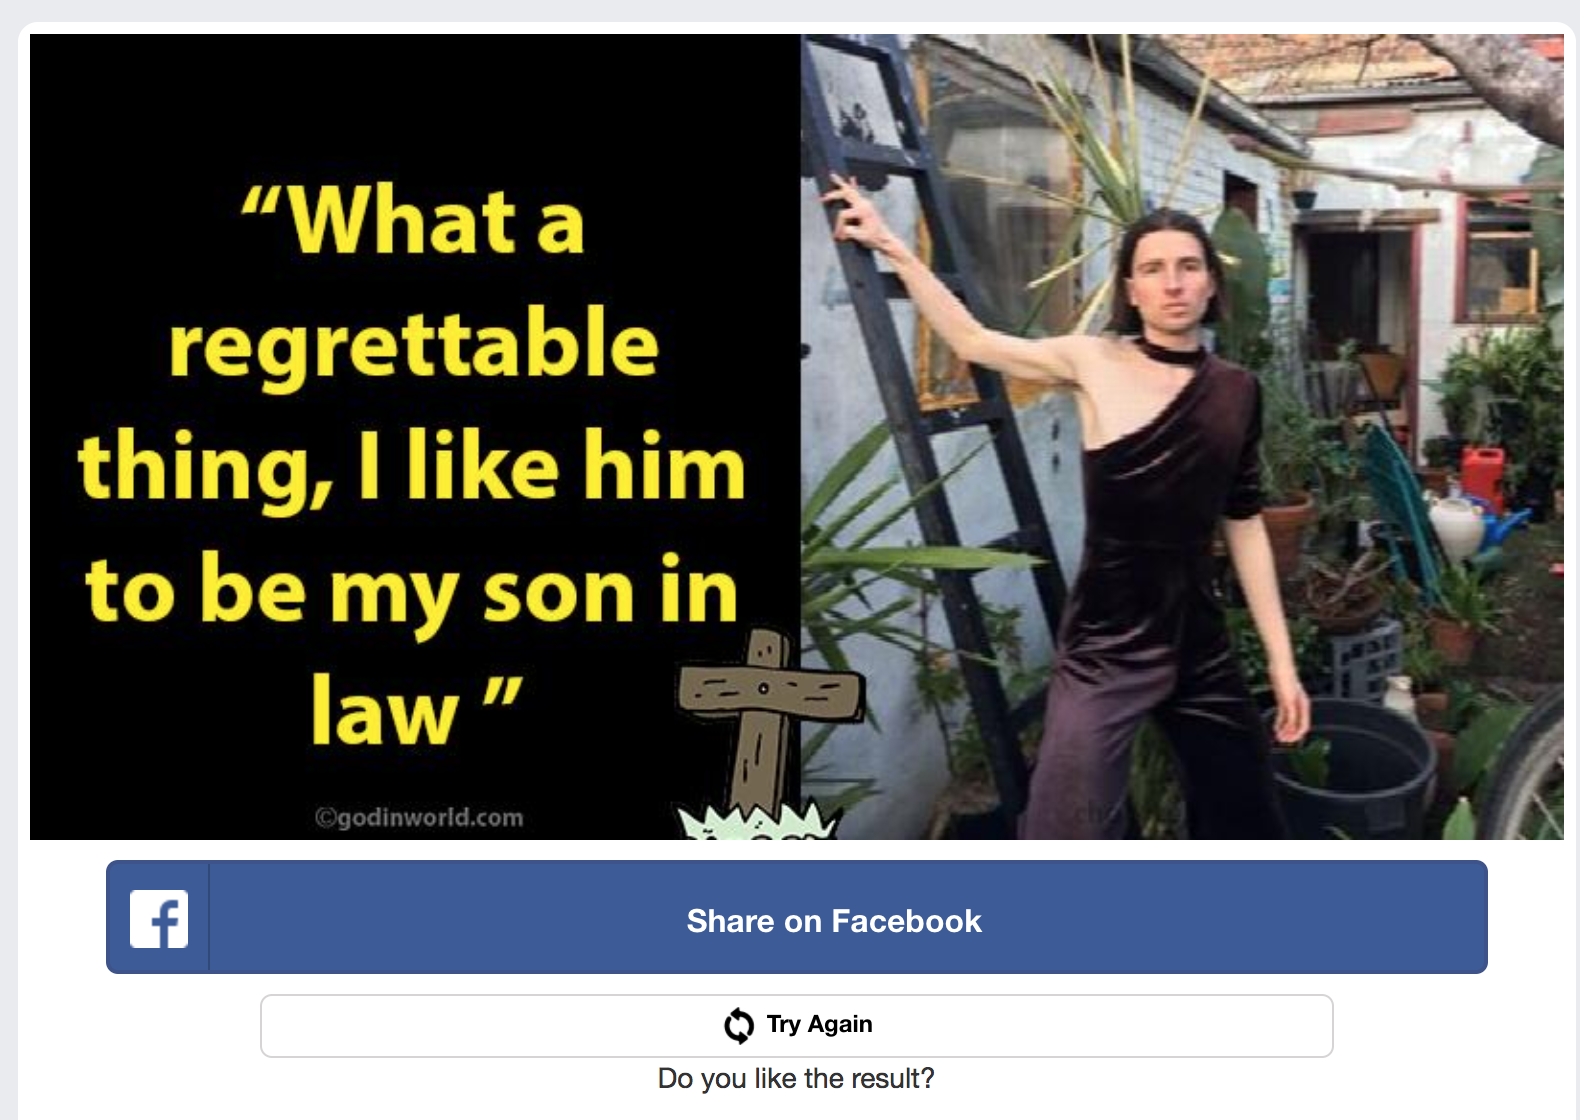 “What a
regrettable
thing, I like him
to be my son in
law ”
©godinworld.com
Share on Facebook
Try Again
Do you like the result?